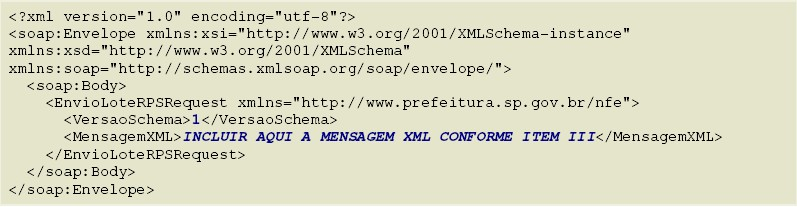 <?xml version="1.0" encoding="utf-8"?>
<soap:Envelope xmlns:xsi="http://www.w3.org/2001/XMLSchema-instance"
xmlns:xsd="http://www.w3.org/2001/XMLSchema"
xmlns:soap="http://schemas.xmlsoap.org/soap/envelope/">
  <soap:Body>
    <EnvioLoteRPSRequest xmlns="http://www.prefeitura.sp.gov.br/nfe">
      <VersaoSchema>1</VersaoSchema>
      <MensagemXML>INCLUIR AQUI A MENSAGEM XML CONFORME ITEM III</MensagemXML>
    </EnvioLoteRPSRequest>
  </soap:Body>
</soap:Envelope>